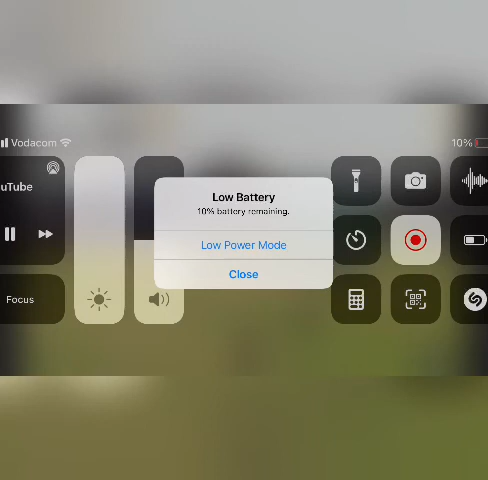 Vodacom
10%
uTube
Low Battery
10% battery remaining.
Low Power Mode
Close
Focus